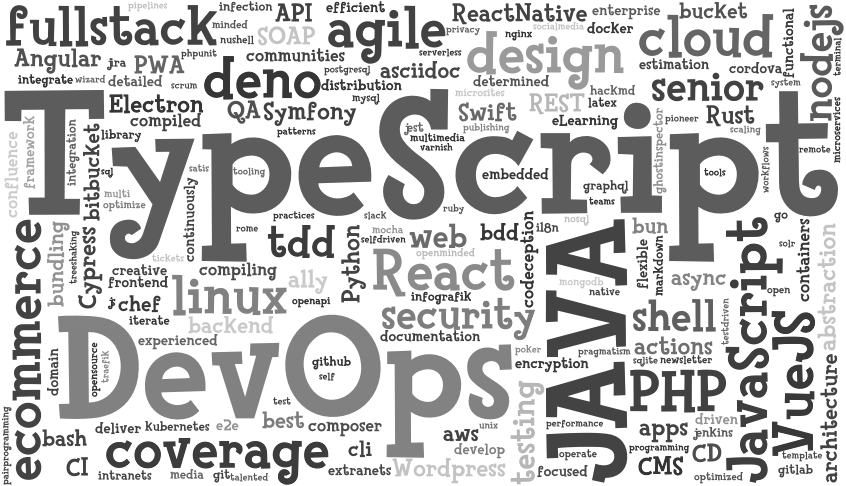 pipelines
infection
API
efficient
ReactNative
enterprise
bucket
fullstack
minded
nushell
SOAP
agile
privacy
nginx
socialmedia
docker
cloud
functional
nodejs
terminal
Angular
jra
PWA
phpunit
communities
serverless
design
estimation
cordova
integrate
wizard
detailed
scrum
deno
postgresql
distribution
asciidoc
determined
hackmd
senior
system
Electron
compiled
QA
Symfony
mysql
microsites
Swift
publishing
REST
latex
eLearning
pioneer
Rust
scaling
microservices
confluence
framework
integration
bitbucket
library
patterns
jest
multimedia
varnish
ghostinspector
workflows
remote
TypeScript
sql
satis
tooling
embedded
graphql
tools
multi
optimize
continuously
teams
practices
slack
ruby
rome
nosql
go
ecommerce
bundling
treeshaking
Cypress
tickets
tdd
Python
mocha
selfdriven
web
openminded
bdd
i18n
codeception
JAVA
bun
flexible
markdown
async
JavaScript
solr
containers
abstraction
creative
frontend
compiling
a11y
React
mongodb
native
open
js
chef
linux
openapi
infografik
iterate
backend
security
shell
testdriven
VueJS
experienced
documentation
pragmatism
actions
domain
opensource
traefik
DevOps
github
self
poker
encryption
sqlite
newsletter
PHP
architecture
test
testing
pairprogramming
bash
deliver
kubernetes
e2e
best
composer
unix
aws
performance
apps
driven
jenkins
coverage
cli
develop
operate
programming
CD
template
CI
intranets
media
git
talented
extranets
Wordpress
focused
CMS
optimized
gitlab